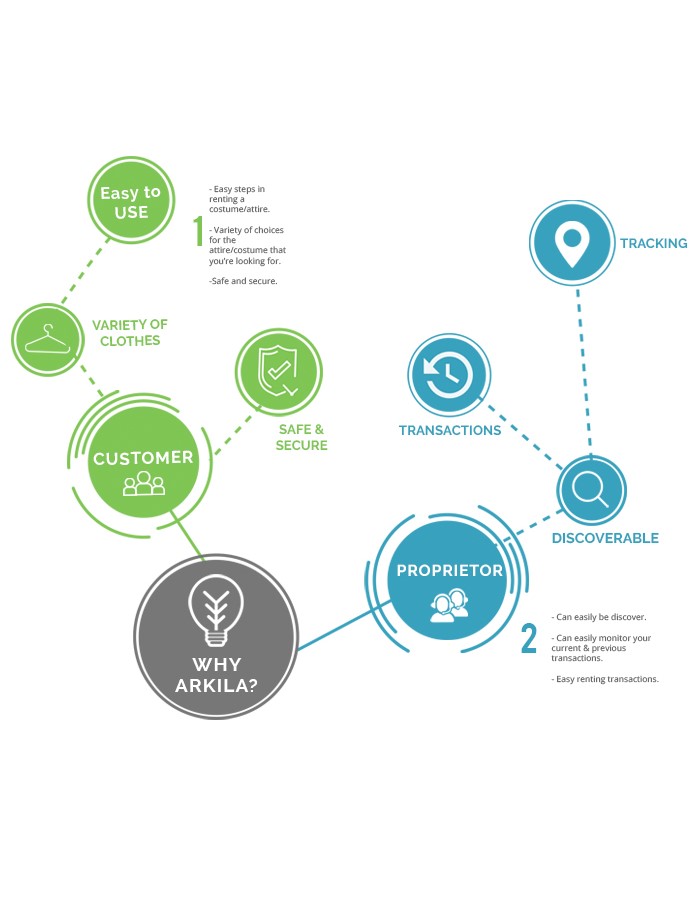 Easy to
USE
1
- Easy steps in
renting a
costume/attire.
- Variety of choices
for the
attire/costume that
you're looking for.
-Safe and secure.
TRACKING
VARIETY OF
CLOTHES
SAFE &
SECURE
TRANSACTIONS
CUSTOMER
DISCOVERABLE
PROPRIETOR
WHY
ARKILA?
2
- Can easily be discover.
- Can easily monitor your
current & previous
transactions.
- Easy renting transactions.